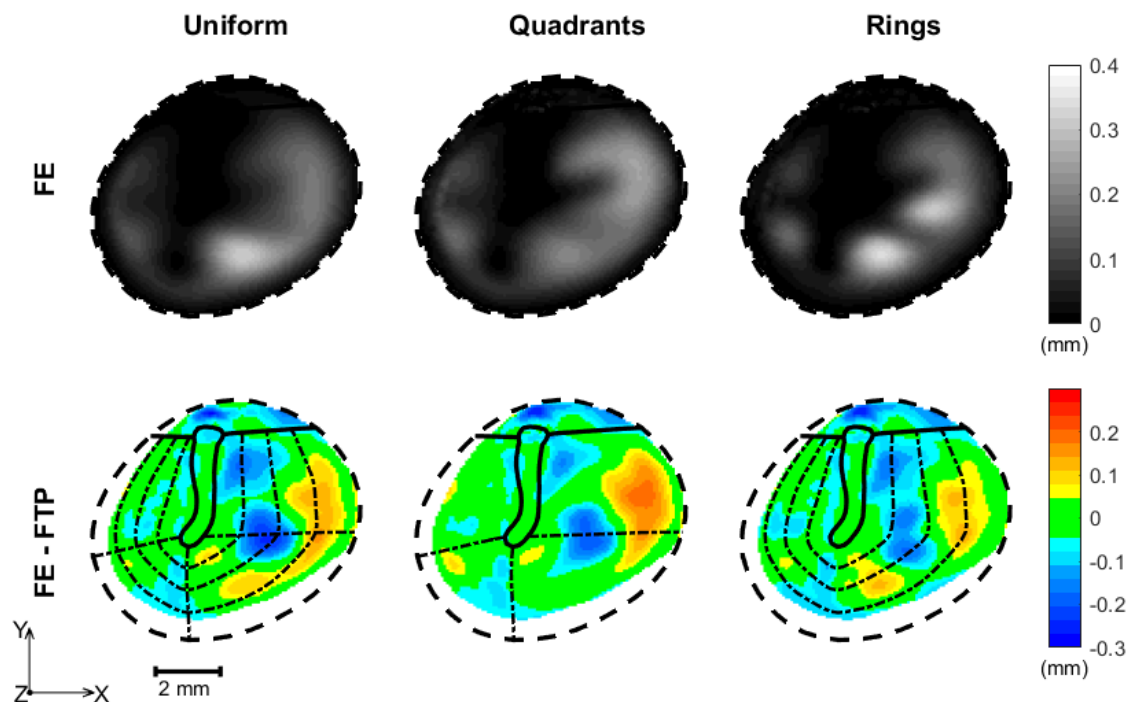 Uniform Quadrants Rings
FE
0.4
0.3
0.2
0.1
0
(mm)
FE - FTP
0.2
0.1
0
-0.1
-0.2
-0.3
(mm)
Y
Z X
2 mm